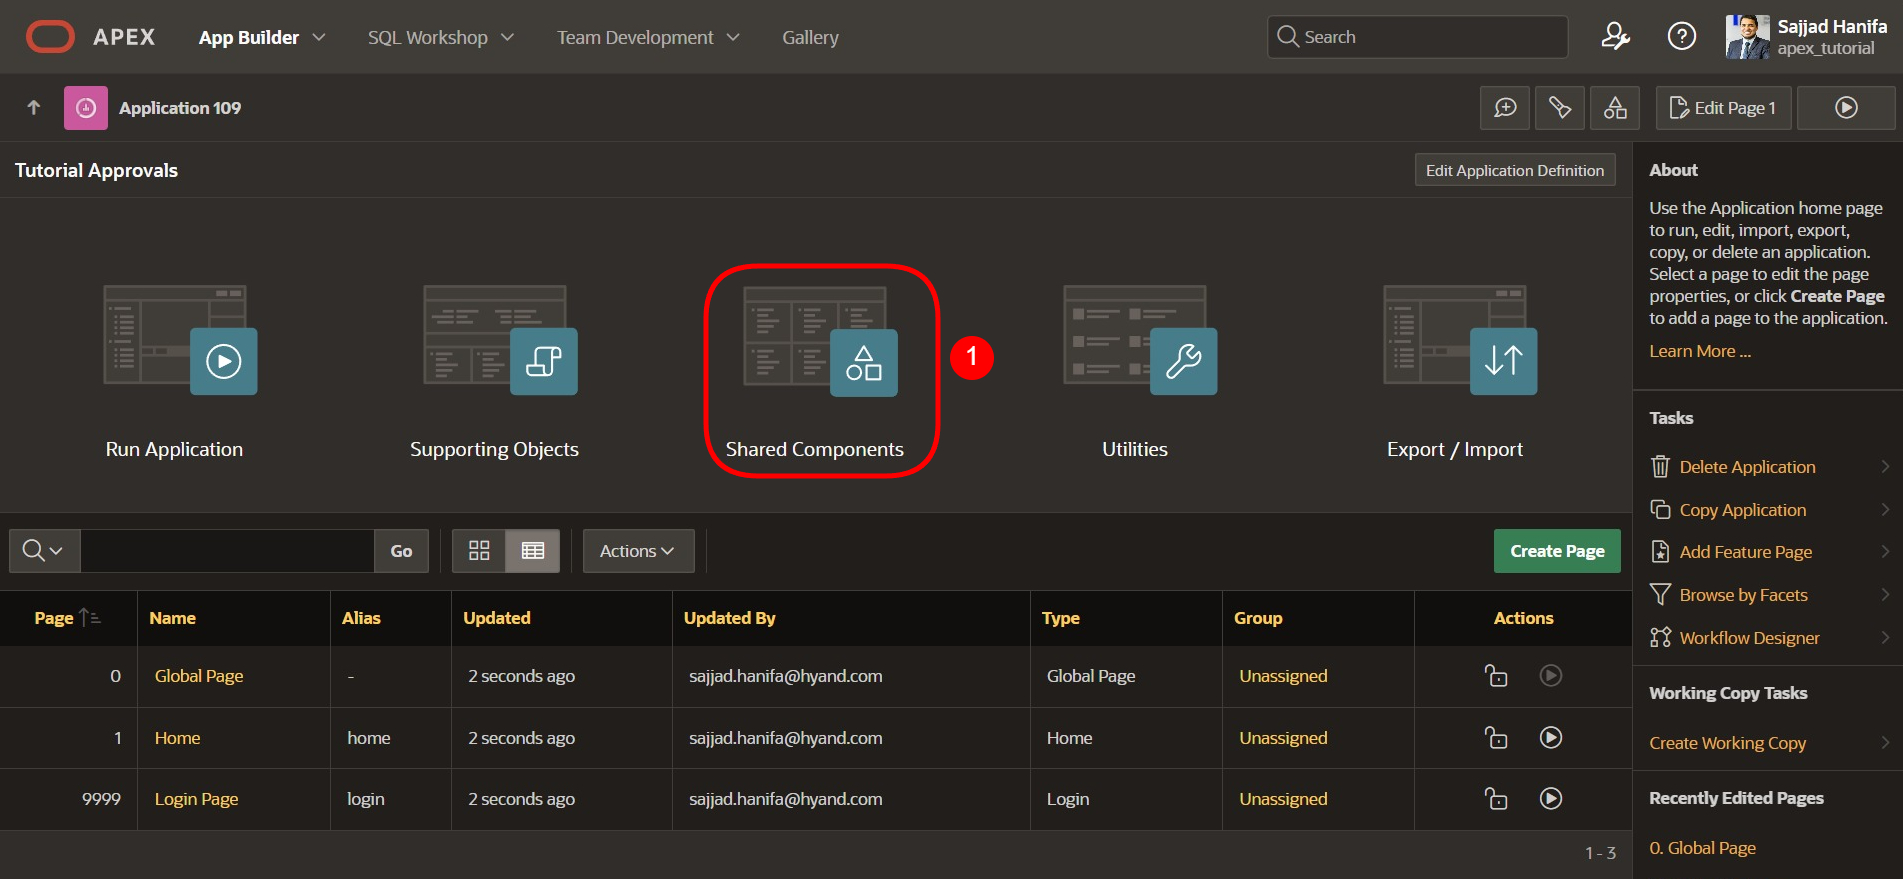 APEX
App Builder
SQL Workshop
Team Development
Gallery
Search
Sajjad Hanifa
apex_tutorial
Application 109
Edit Page 1
Tutorial Approvals
Edit Application Definition
Run Application
Supporting Objects
Shared Components
1
Utilities
Export / Import
Go
Actions
Create Page
Page Name Alias Updated Updated By Type Group Actions
0 Global Page - 2 seconds ago sajjad.hanifa@hyand.com Global Page Unassigned
1 Home home 2 seconds ago sajjad.hanifa@hyand.com Home Unassigned
9999 Login Page login 2 seconds ago sajjad.hanifa@hyand.com Login Unassigned
1 - 3
About
Use the Application home page
to run, edit, import, export,
copy, or delete an application.
Select a page to edit the page
properties, or click Create Page
to add a page to the application.
Learn More ...
Tasks
Delete Application
Copy Application
Add Feature Page
Browse by Facets
Workflow Designer
Working Copy Tasks
Create Working Copy
Recently Edited Pages
0. Global Page